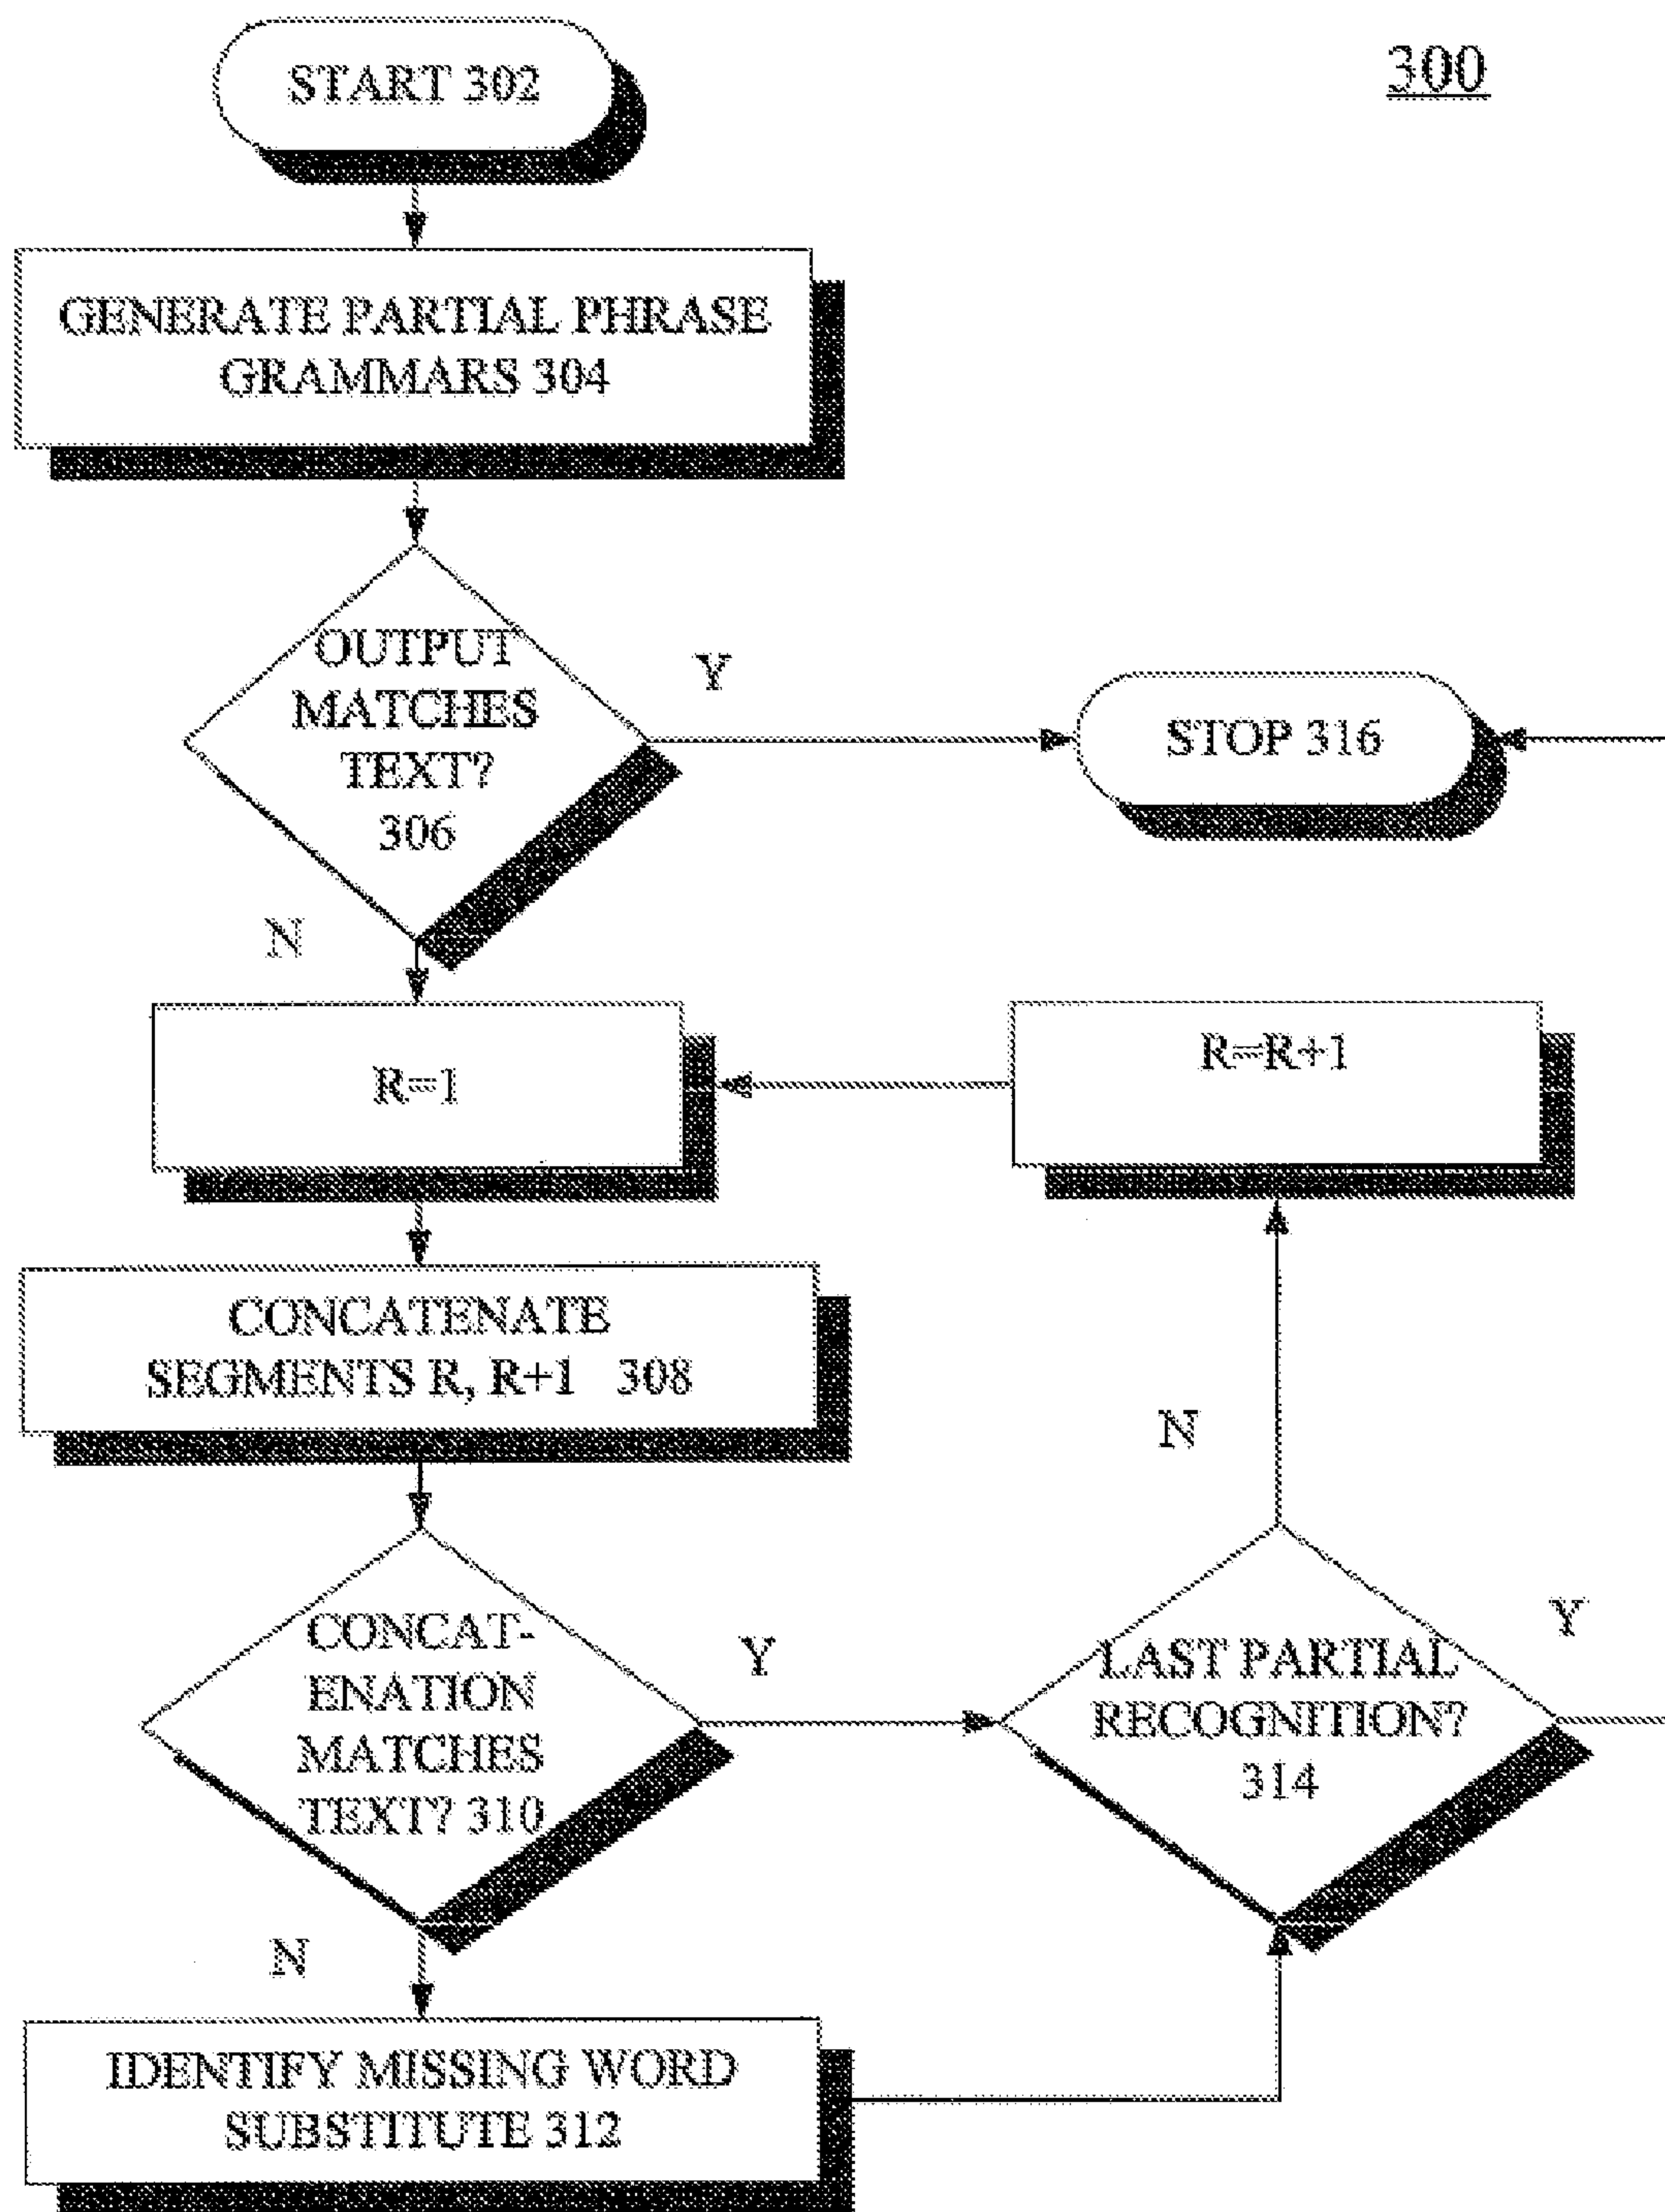 300
START 302
GENERATE PARTIAL PHRASE
GRAMMARS 304
OUTPUT
MATCHES
TEXT?
306
Y
STOP 316
N
R=1
R=R+1
CONCATENATE
SEGMENTS R, R+1 308
N
CONCAT-
ENATION
MATCHES
TEXT? 310
Y
LAST PARTIAL
RECOGNITION?
314
Y
N
IDENTIFY MISSING WORD
SUBSTITUTE 312